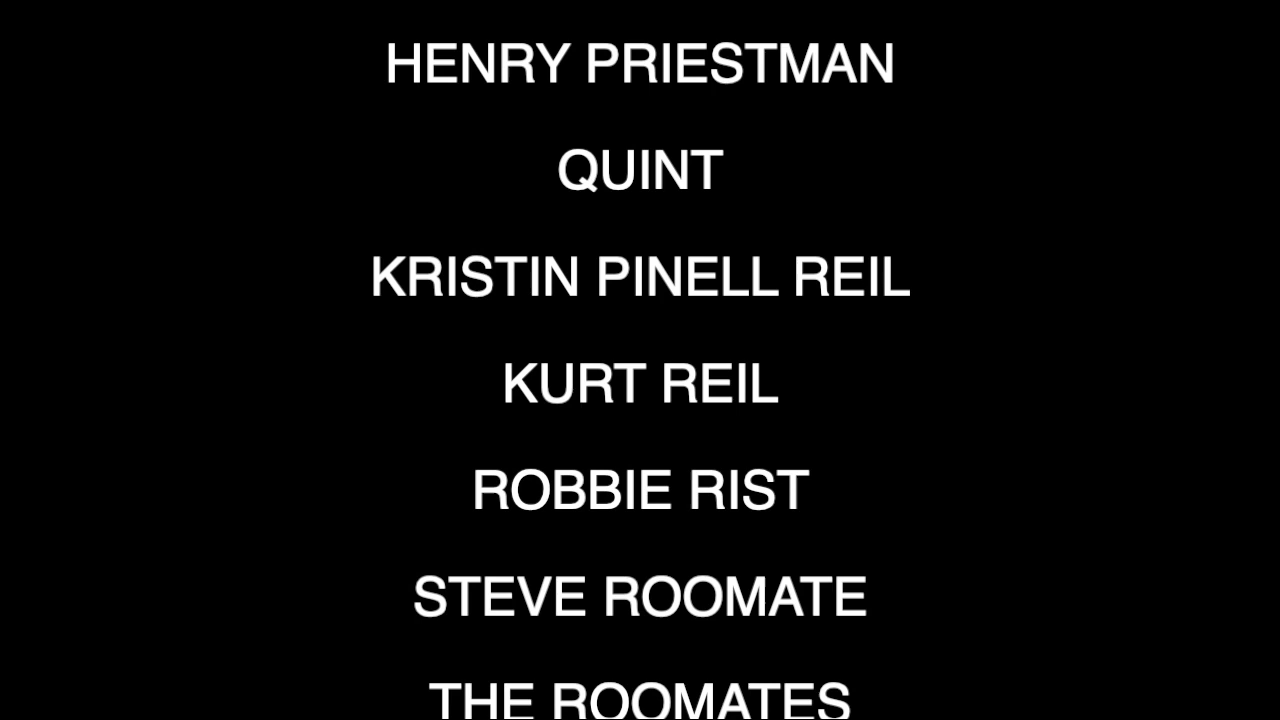 HENRY PRIESTMAN
QUINT
KRISTIN PINELL REIL
KURT REIL
ROBBIE RIST
STEVE ROOMATE
THE ROOMATES